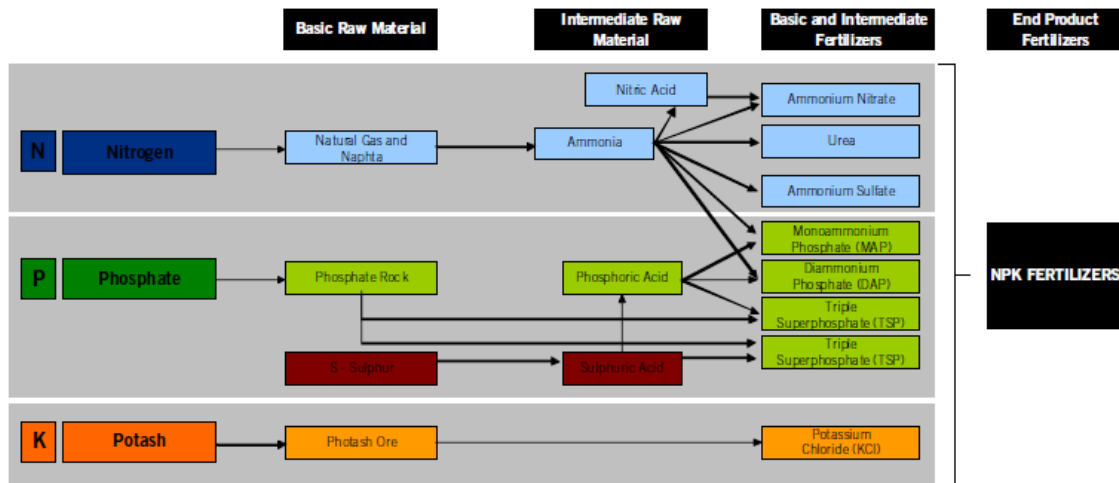 Basic Raw Material
Intermediate Raw
Material
Basic and Intermediate
Fertilizers
End Product
Fertilizers
N
Nitrogen
Natural Gas and
Naphta
Ammonia
Nitric Acid
Ammonium Nitrate
Urea
Ammonium Sulfate
P
Phosphate
Phosphate Rock
Phosphoric Acid
Monoammonium
Phosphate (MAP)
Diammonium
Phosphate (DAP)
Triple
Superphosphate (TSP)
Triple
Superphosphate (TSP)
S - Sulphur
Sulphuric Acid
K
Potash
Photash Ore
Potassium
Chloride (KCl)
NPK FERTILIZERS